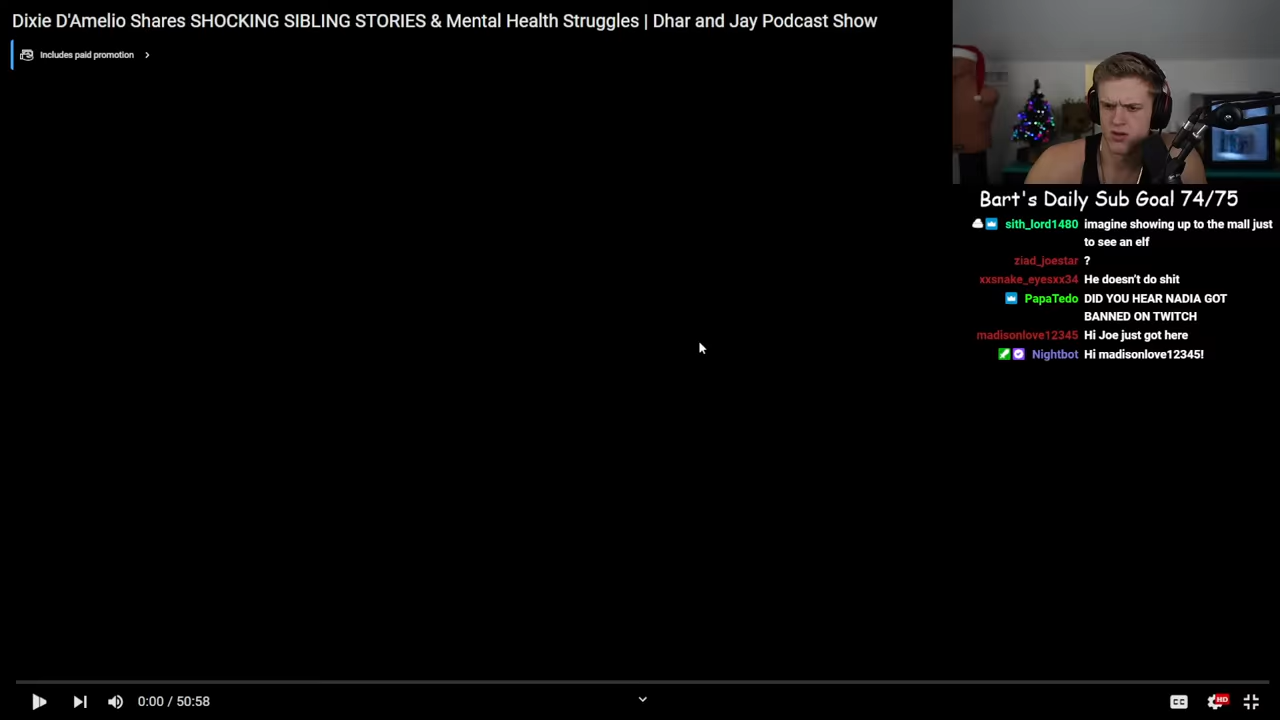 Dixie D'Amelio Shares SHOCKING SIBLING STORIES & Mental Health Struggles | Dhar and Jay Podcast Show
Includes paid promotion
Bart's Daily Sub Goal 74/75
sith_lord1480 imagine showing up to the mall just
to see an elf
ziad_joestar ?
xxsnake_eyesxx34 He doesn't do shit
PapaTedo DID YOU HEAR NADIA GOT
BANNED ON TWITCH
madisonlove12345 Hi Joe just got here
Nightbot Hi madisonlove12345!
0:00 / 50:58
CC
HD